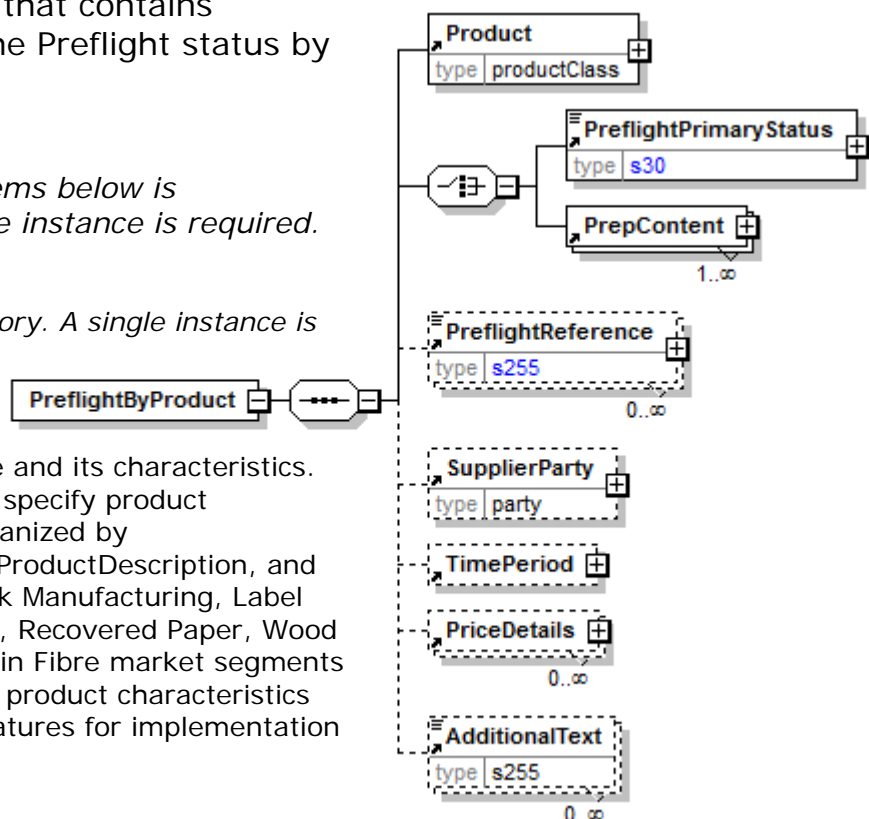 that contains
he Preflight status by
ems below is
e instance is required.
ory. A single instance is
e and its characteristics.
specify product
anized by
ProductDescription, and
k Manufacturing, Label
, Recovered Paper, Wood
in Fibre market segments
product characteristics
atures for implementation
PreflightByProduct
Product
type productClass
PreflightPrimaryStatus
type s30
PrepContent
1..∞
PreflightReference
type s255
0..∞
SupplierParty
type party
TimePeriod
PriceDetails
0..∞
AdditionalText
type s255
0..∞